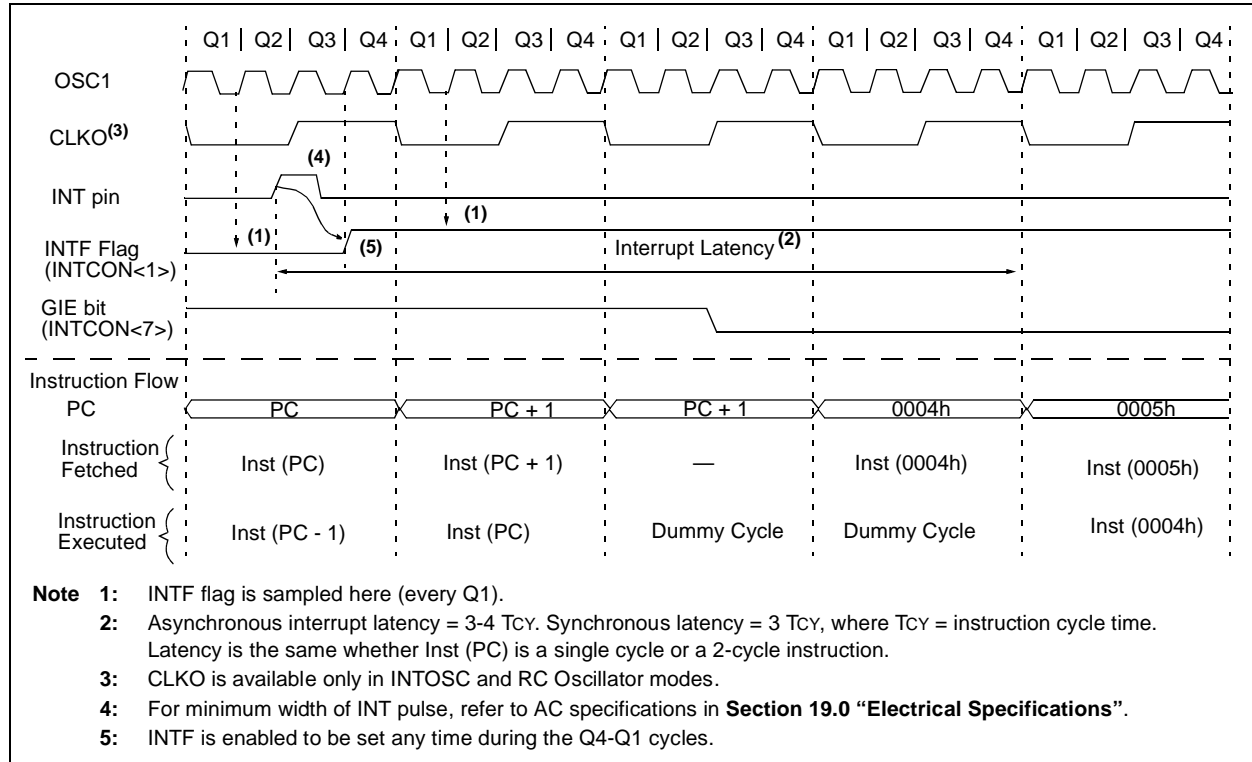 Q1 | Q2 | Q3 | Q4 Q1 | Q2 | Q3 | Q4 Q1 | Q2 | Q3 | Q4 Q1 | Q2 | Q3 | Q4 Q1 | Q2 | Q3 | Q4
OSC1
CLKO(3)
(4)
INT pin
(1)
(1) (5)
INTF Flag
(INTCON<1>)
Interrupt Latency(2)
GIE bit
(INTCON<7>)
Instruction Flow
PC PC PC + 1 PC + 1 0004h 0005h
Instruction
Fetched
Inst (PC) Inst (PC + 1) — Inst (0004h) Inst (0005h)
Instruction
Executed
Inst (PC - 1) Inst (PC) Dummy Cycle Dummy Cycle Inst (0004h)
Note 1: INTF flag is sampled here (every Q1).
2: Asynchronous interrupt latency = 3-4 TCY. Synchronous latency = 3 TCY, where TCY = instruction cycle time.
Latency is the same whether Inst (PC) is a single cycle or a 2-cycle instruction.
3: CLKO is available only in INTOSC and RC Oscillator modes.
4: For minimum width of INT pulse, refer to AC specifications in Section 19.0 “Electrical Specifications”.
5: INTF is enabled to be set any time during the Q4-Q1 cycles.